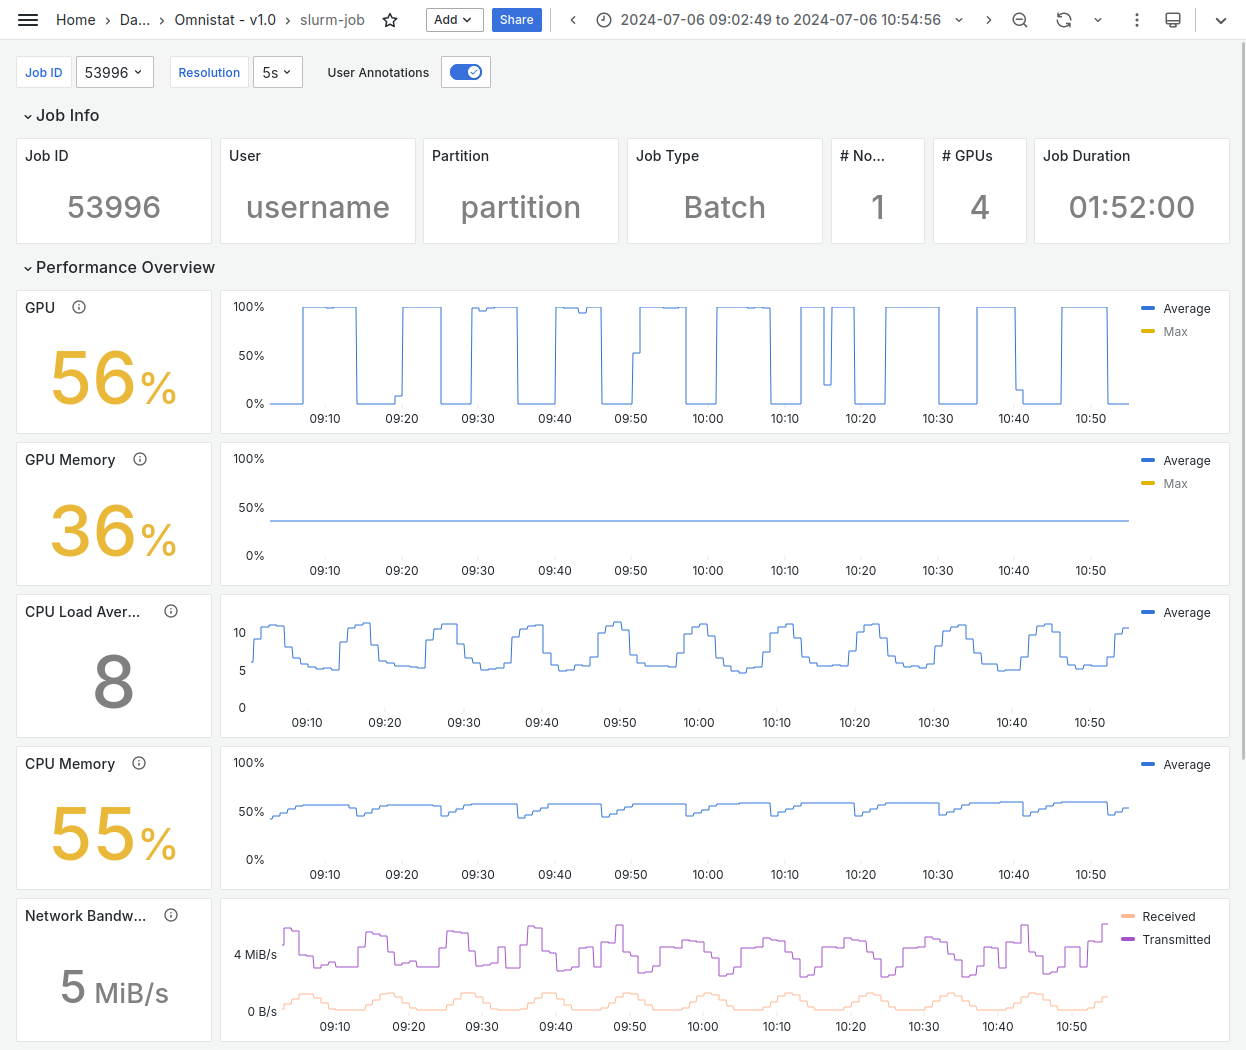 Home › Da... › Omnistat - v1.0 › slurm-job Add Share 2024-07-06 09:02:49 to 2024-07-06 10:54:56
Job ID 53996 Resolution 5s User Annotations
Job Info
Job ID User Partition Job Type # No... # GPUs Job Duration
53996 username partition Batch 1 4 01:52:00
Performance Overview
GPU
56%
100%
50%
0%
09:10 09:20 09:30 09:40 09:50 10:00 10:10 10:20 10:30 10:40 10:50
Average
Max
GPU Memory
36%
100%
50%
0%
09:10 09:20 09:30 09:40 09:50 10:00 10:10 10:20 10:30 10:40 10:50
Average
Max
CPU Load Aver...
8
10
5
0
09:10 09:20 09:30 09:40 09:50 10:00 10:10 10:20 10:30 10:40 10:50
Average
CPU Memory
55%
100%
50%
0%
09:10 09:20 09:30 09:40 09:50 10:00 10:10 10:20 10:30 10:40 10:50
Average
Network Bandw...
5 MiB/s
4 MiB/s
0 B/s
09:10 09:20 09:30 09:40 09:50 10:00 10:10 10:20 10:30 10:40 10:50
Received
Transmitted